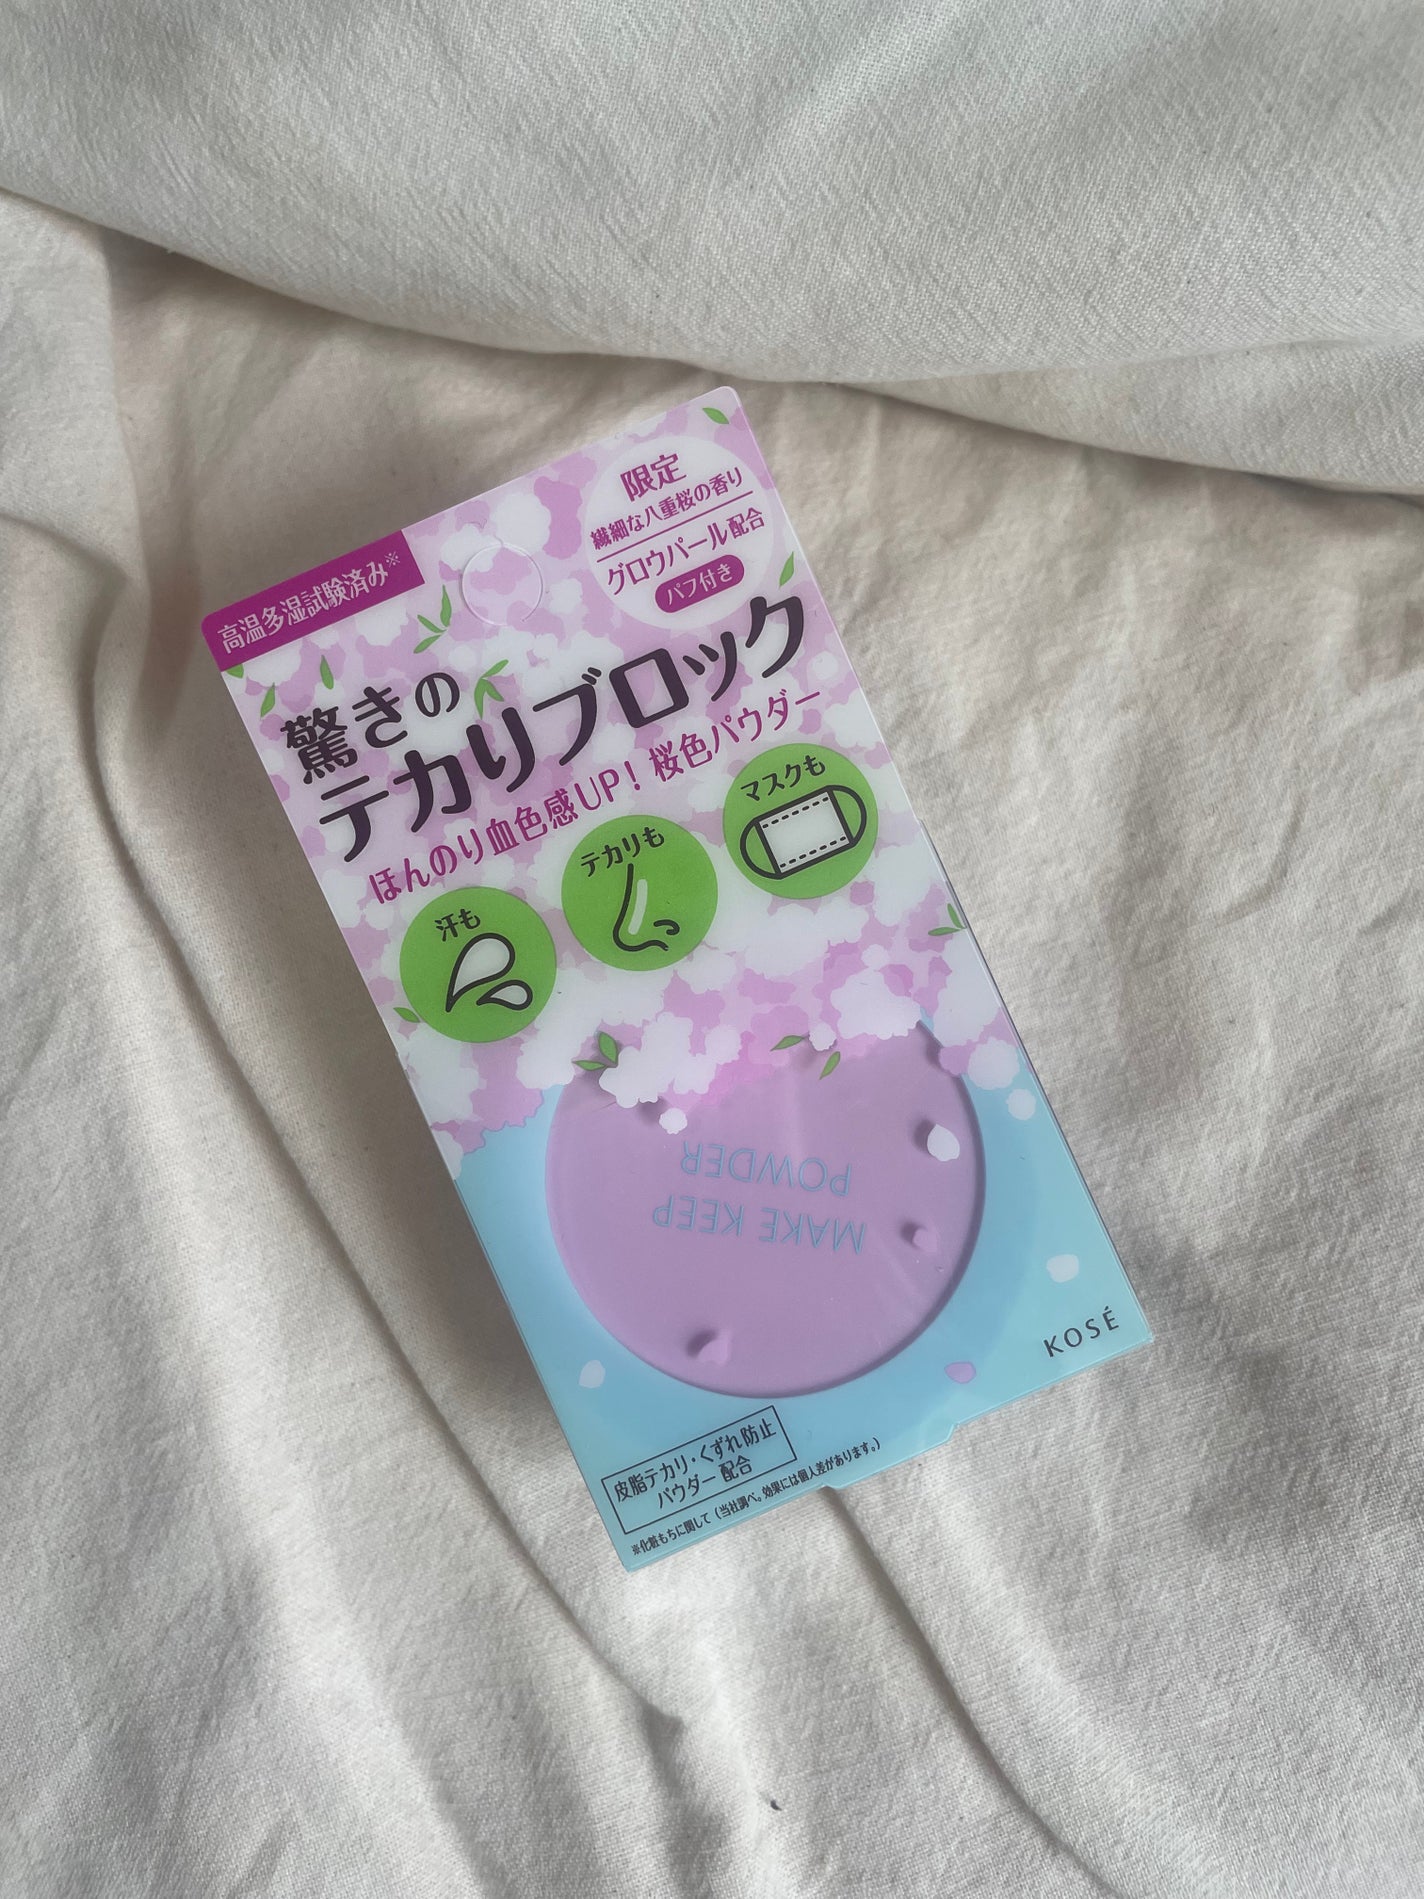 限定
繊細な八重桜の香り
グロウパール配合
パフ付き
高温多湿試験済み※
驚きの
テカりブロック
ほんのり血色感UP！桜色パウダー
汗も
テカリも
マスクも
MAKE KEEP
POWDER
KOSÉ
皮脂テカリ・くずれ防止
パウダー配合
※化粧もちに関して（当社調べ。効果には個人差があります。）